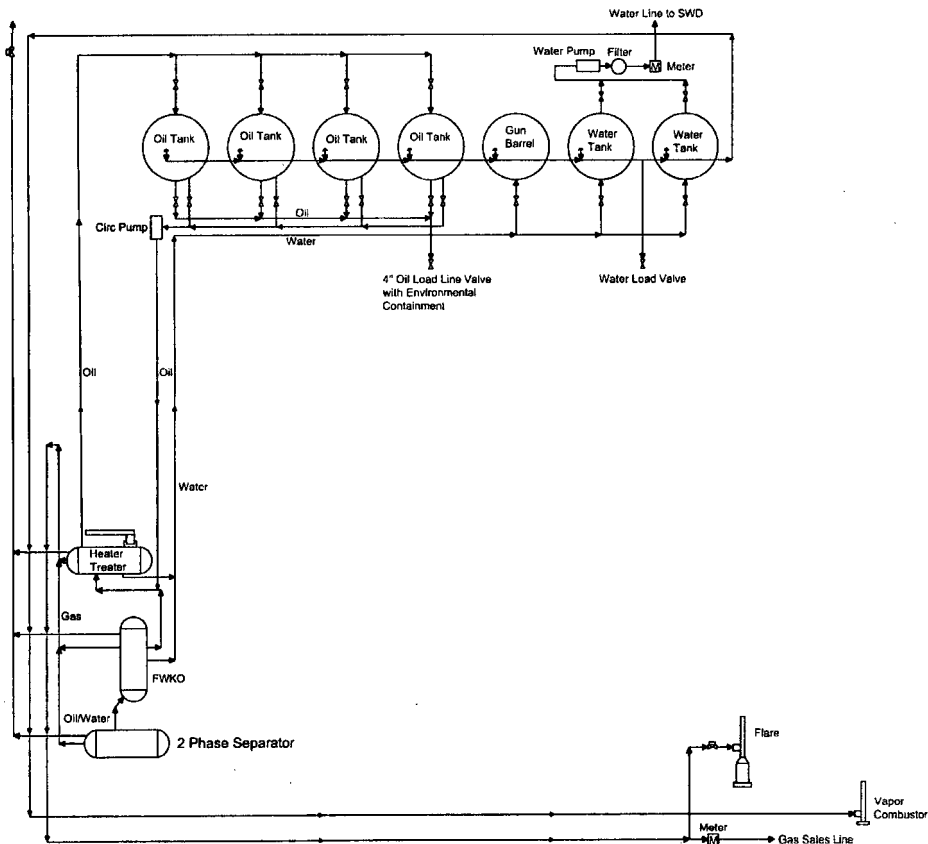 Water Line to SWD
Water Pump
Filter
Meter
Oil Tank
Oil Tank
Oil Tank
Oil Tank
Gun
Barrel
Water
Tank
Water
Tank
Oil
Circ Pump
Water
4" Oil Load Line Valve
with Environmental
Containment
Water Load Valve
Oil
Oil
Water
Heater
Treater
Gas
FWKO
Oil/Water
2 Phase Separator
Flare
Vapor
Combustor
Meter
M
Gas Sales Line
M